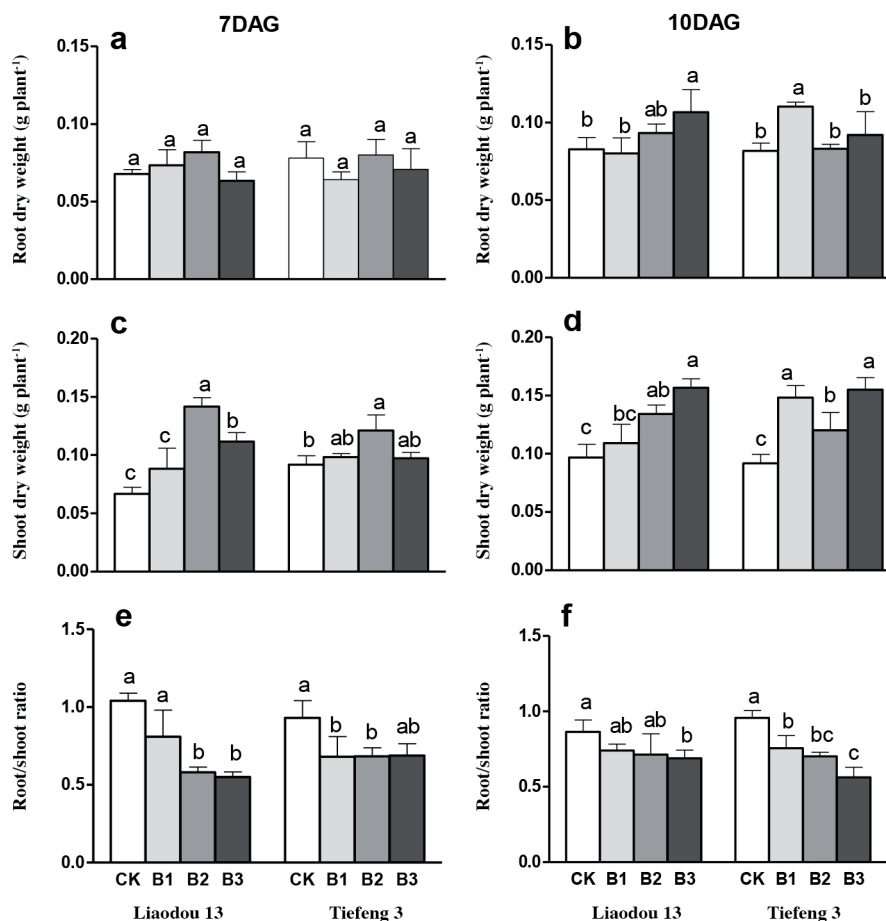 7DAG
10DAG
a
Root dry weight (g plant-1)
0.15
0.10
0.05
0.00
a a a a a a a a
b
Root dry weight (g plant-1)
0.15
0.10
0.05
0.00
b b ab a b a b b
c
Shoot dry weight (g plant-1)
0.20
0.15
0.10
0.05
0.00
c c a b b ab a ab
d
Shoot dry weight (g plant-1)
0.20
0.15
0.10
0.05
0.00
c bc ab a c a b a
e
Root/shoot ratio
1.5
1.0
0.5
0.0
a a b b a b b ab
CK B1 B2 B3 CK B1 B2 B3
Liaodou 13 Tiefeng 3
f
Root/shoot ratio
1.5
1.0
0.5
0.0
a ab ab b a b bc c
CK B1 B2 B3 CK B1 B2 B3
Liaodou 13 Tiefeng 3